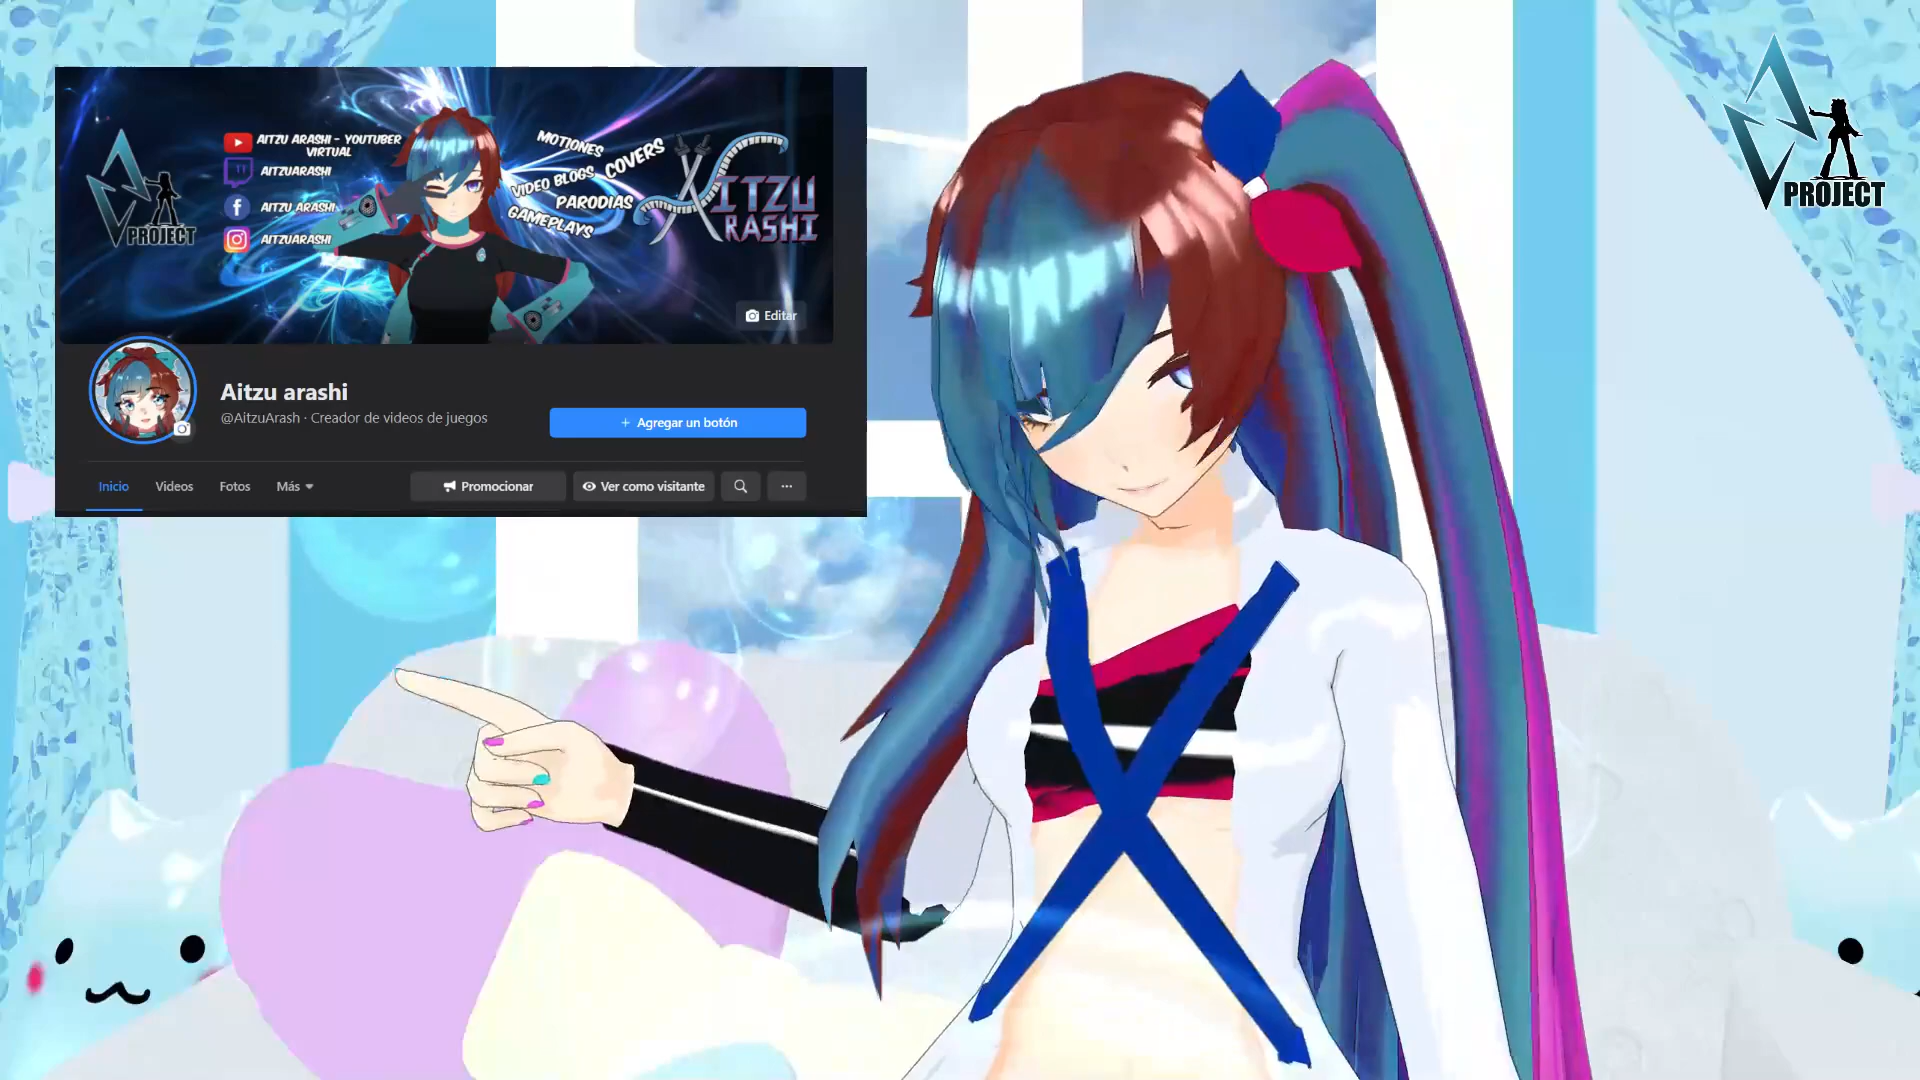 AITZU ARASHI - YOUTUBER
VIRTUAL
AITZUARASHI
AITZU ARASHI
AITZUARASHI
PROJECT
MOTIONES
VIDEO BLOGS COVERS
PARODIAS
GAMEPLAYS
AITZU
ARASHI
Editar
Aitzu arashi
@AitzuArash · Creador de videos de juegos
+ Agregar un botón
Inicio Videos Fotos Más Promocionar Ver como visitante ...
PROJECT